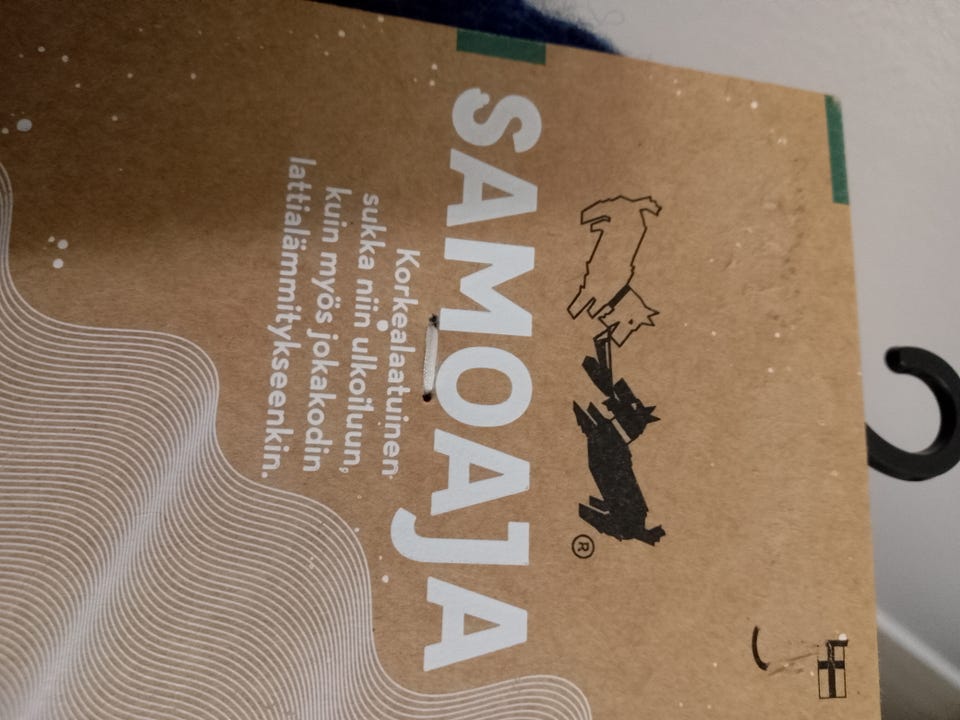 ®
SAMOAJA
Korkealaatuinen
sukka niin ulkoiluun,
kuin myös jokakodin
lattialämmitykseenkin.